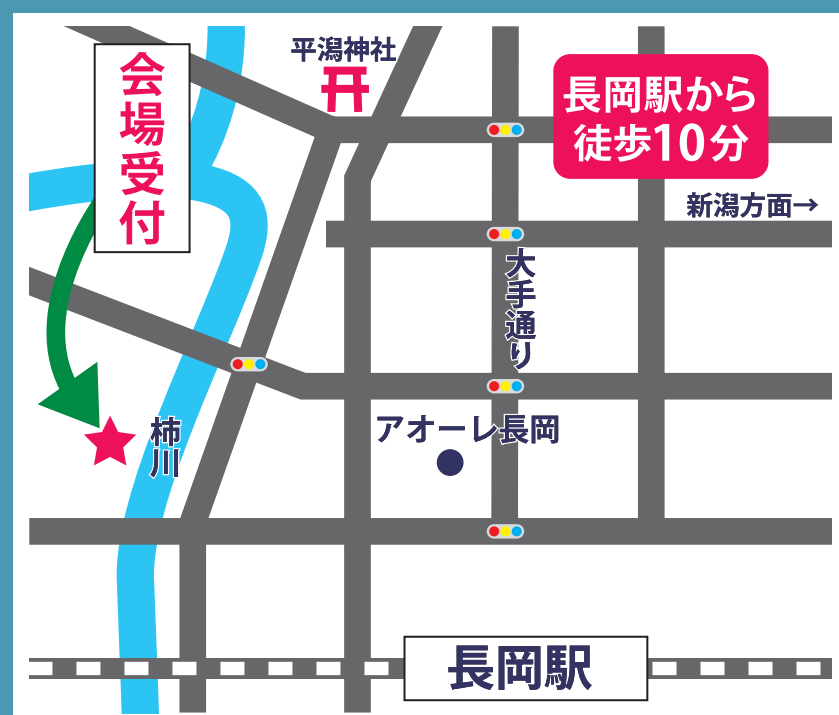 平潟神社
会場受付
長岡駅から
徒歩10分
新潟方面→
大手通り
アオーレ長岡
柿川
長岡駅